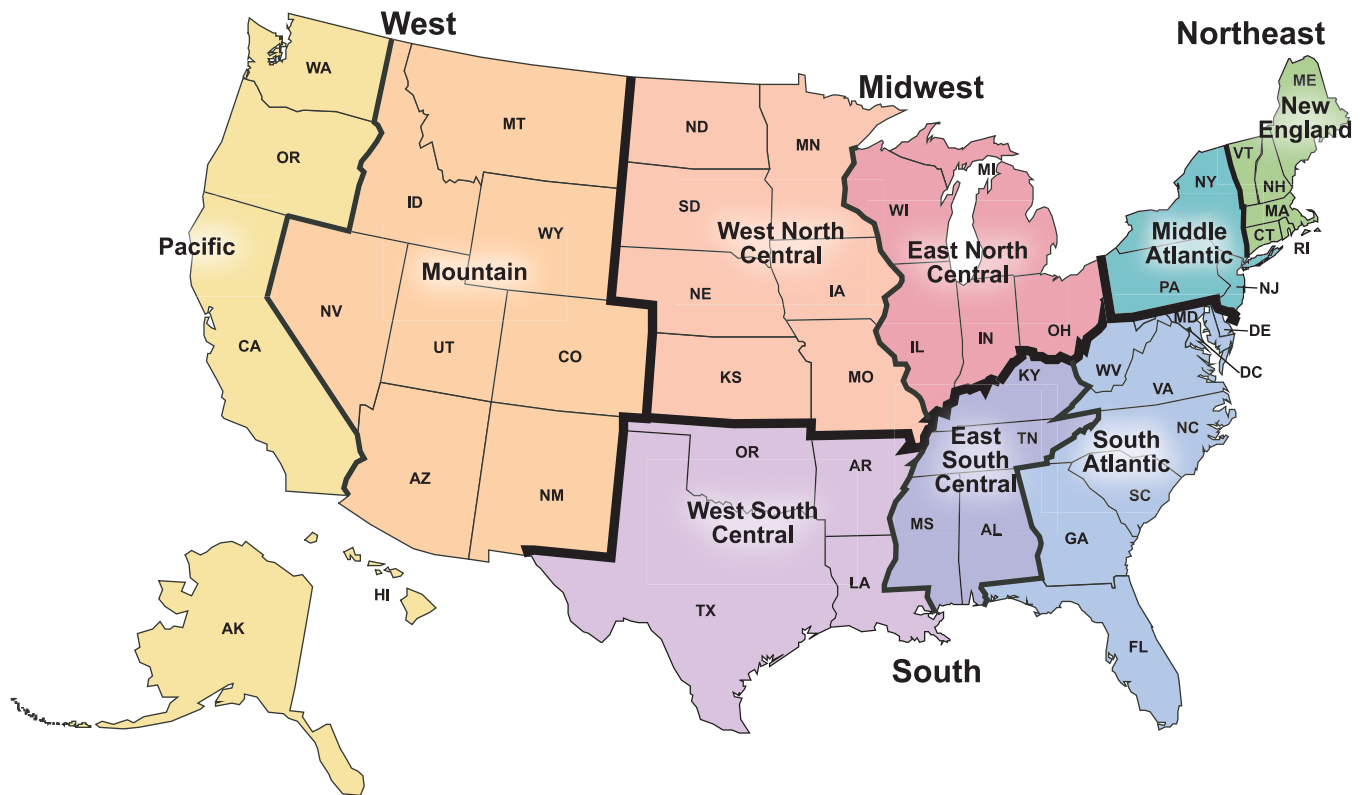 West
Northeast
Midwest
ME
New
England
WA
MT
ND
MN
VT
NH
NY
MA
CT
RI
OR
ID
WY
SD
WI
MI
Pacific
Mountain
West North
Central
East North
Central
Middle
Atlantic
PA
NJ
NE
IA
NV
UT
CO
IL
IN
OH
MD
DE
DC
CA
KS
MO
KY
WV
VA
AZ
NM
OR
AR
TN
NC
East
South
Central
South
Atlantic
SC
West South
Central
MS
AL
GA
HI
LA
TX
AK
FL
South